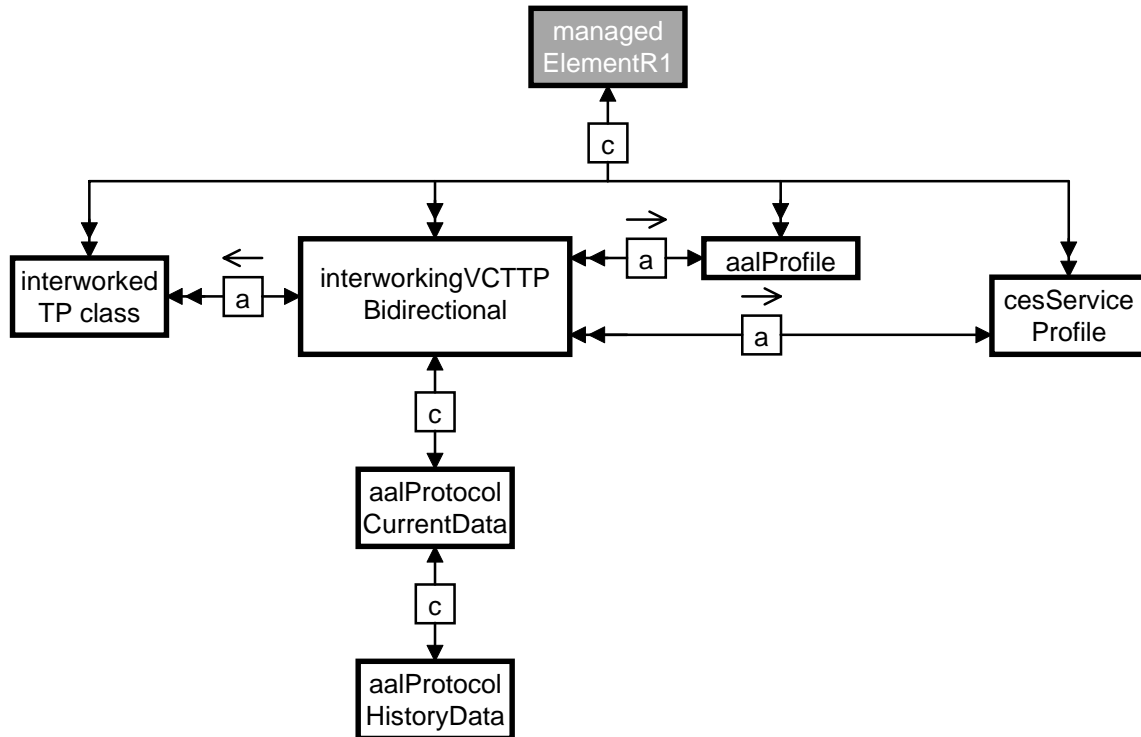 managed
ElementR1
c
interworked
TP class
a
interworkingVCTTP
Bidirectional
a
aalProfile
a
cesService
Profile
c
aalProtocol
CurrentData
c
aalProtocol
HistoryData